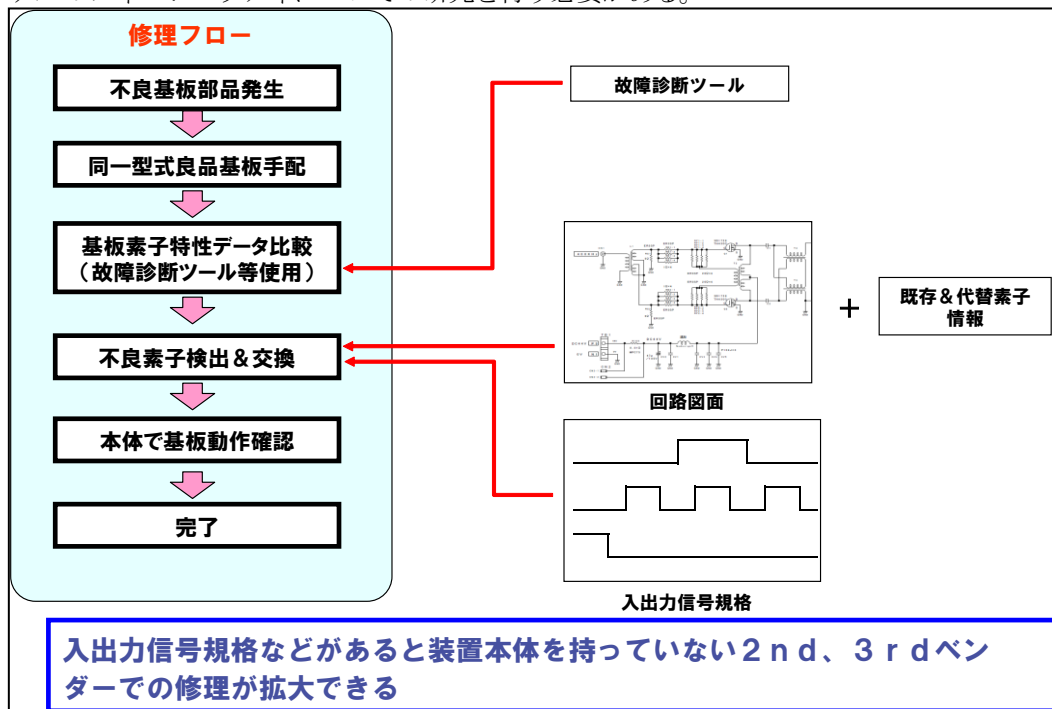 修理フロー
不良基板部品発生
同一型式良品基板手配
基板素子特性データ比較
（故障診断ツール等使用）
不良素子検出＆交換
本体で基板動作確認
完了
故障診断ツール
回路図面
＋
既存＆代替素子
情報
入出力信号規格
入出力信号規格などがあると装置本体を持っていない２ｎｄ、３ｒｄベン
ダーでの修理が拡大できる